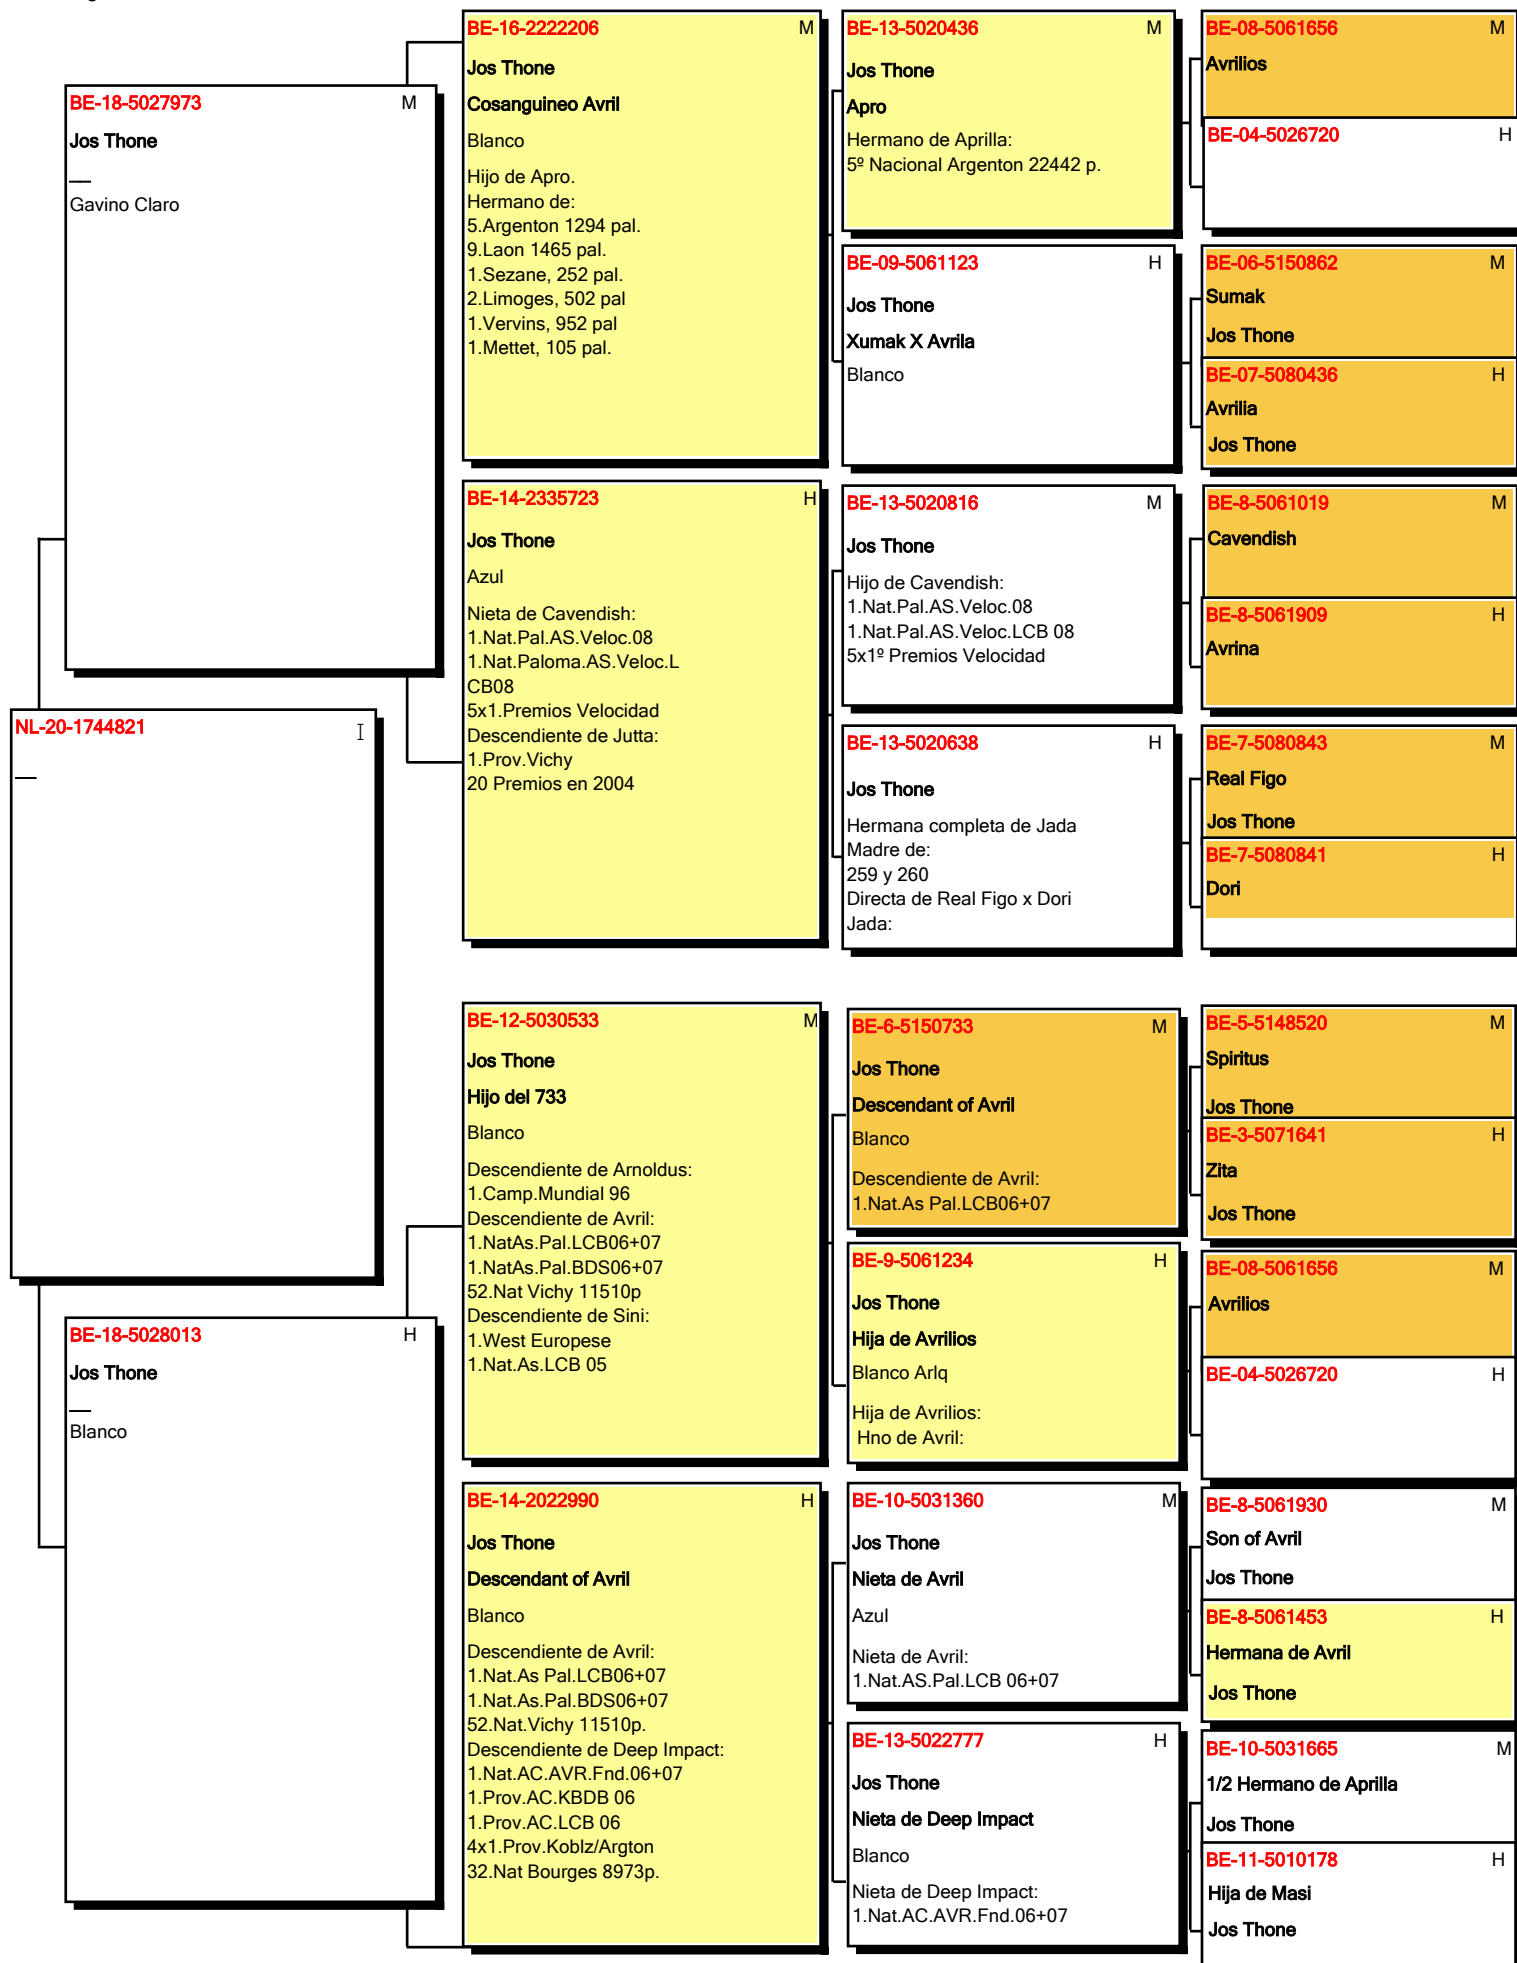 BE-18-5027973 M
Jos Thone
__
Gavino Claro
NL-20-1744821 I
__
BE-18-5028013 H
Jos Thone
__
Blanco
BE-16-2222206 M
Jos Thone
Cosanguineo Avril
Blanco
Hijo de Apro.
Hermano de:
5.Argenton 1294 pal.
9.Laon 1465 pal.
1.Sezane, 252 pal.
2.Limoges, 502 pal
1.Vervins, 952 pal
1.Mettet, 105 pal.
BE-14-2335723 H
Jos Thone
Azul
Nieta de Cavendish:
1.Nat.Pal.AS.Veloc.08
1.Nat.Paloma.AS.Veloc.L
CB08
5x1.Premios Velocidad
Descendiente de Jutta:
1.Prov.Vichy
20 Premios en 2004
BE-12-5030533 M
Jos Thone
Hijo del 733
Blanco
Descendiente de Arnoldus:
1.Camp.Mundial 96
Descendiente de Avril:
1.NatAs.Pal.LCB06+07
1.NatAs.Pal.BDS06+07
52.Nat Vichy 11510p
Descendiente de Sini:
1.West Europese
1.Nat.As.LCB 05
BE-14-2022990 H
Jos Thone
Descendant of Avril
Blanco
Descendiente de Avril:
1.Nat.As Pal.LCB06+07
1.Nat.As.Pal.BDS06+07
52.Nat.Vichy 11510p.
Descendiente de Deep Impact:
1.Nat.AC.AVR.Fnd.06+07
1.Prov.AC.KBDB 06
1.Prov.AC.LCB 06
4x1.Prov.Koblz/Argton
32.Nat Bourges 8973p.
BE-13-5020436 M
Jos Thone
Apro
Hermano de Aprilla:
5º Nacional Argenton 22442 p.
BE-09-5061123 H
Jos Thone
Xumak X Avrila
Blanco
BE-13-5020816 M
Jos Thone
Hijo de Cavendish:
1.Nat.Pal.AS.Veloc.08
1.Nat.Pal.AS.Veloc.LCB 08
5x1º Premios Velocidad
BE-13-5020638 H
Jos Thone
Hermana completa de Jada
Madre de:
259 y 260
Directa de Real Figo x Dori
Jada:
BE-6-5150733 M
Jos Thone
Descendant of Avril
Blanco
Descendiente de Avril:
1.Nat.As Pal.LCB06+07
BE-9-5061234 H
Jos Thone
Hija de Avrilios
Blanco Arlq
Hija de Avrilios:
Hno de Avril:
BE-10-5031360 M
Jos Thone
Nieta de Avril
Azul
Nieta de Avril:
1.Nat.AS.Pal.LCB 06+07
BE-13-5022777 H
Jos Thone
Nieta de Deep Impact
Blanco
Nieta de Deep Impact:
1.Nat.AC.AVR.Fnd.06+07
BE-08-5061656 M
Avrilios
BE-04-5026720 H
BE-06-5150862 M
Sumak
Jos Thone
BE-07-5080436 H
Avrilia
Jos Thone
BE-8-5061019 M
Cavendish
BE-8-5061909 H
Avrina
BE-7-5080843 M
Real Figo
Jos Thone
BE-7-5080841 H
Dori
BE-5-5148520 M
Spiritus
Jos Thone
BE-3-5071641 H
Zita
Jos Thone
BE-08-5061656 M
Avrilios
BE-04-5026720 H
BE-8-5061930 M
Son of Avril
Jos Thone
BE-8-5061453 H
Hermana de Avril
Jos Thone
BE-10-5031665 M
1/2 Hermano de Aprilla
Jos Thone
BE-11-5010178 H
Hija de Masi
Jos Thone